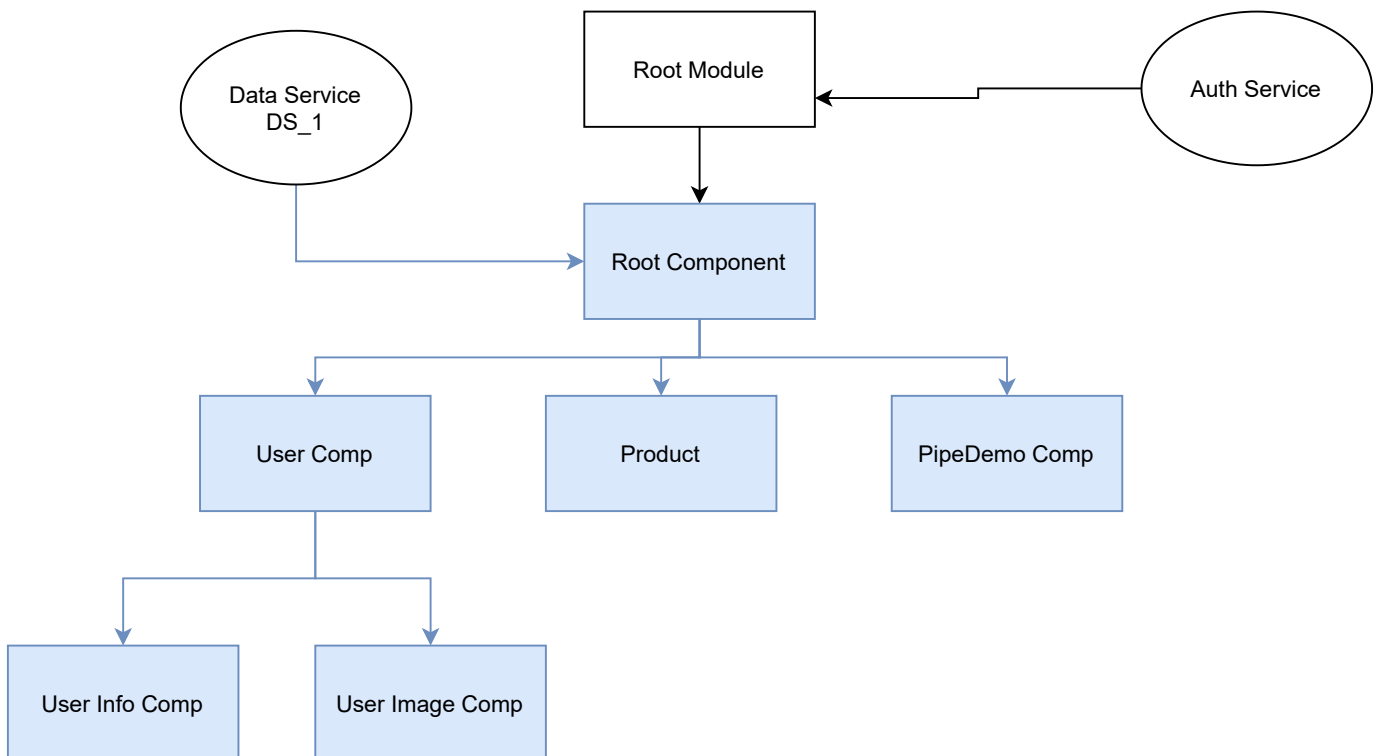 Data Service
DS_1
Root Module
Auth Service
Root Component
User Comp
Product
PipeDemo Comp
User Info Comp
User Image Comp